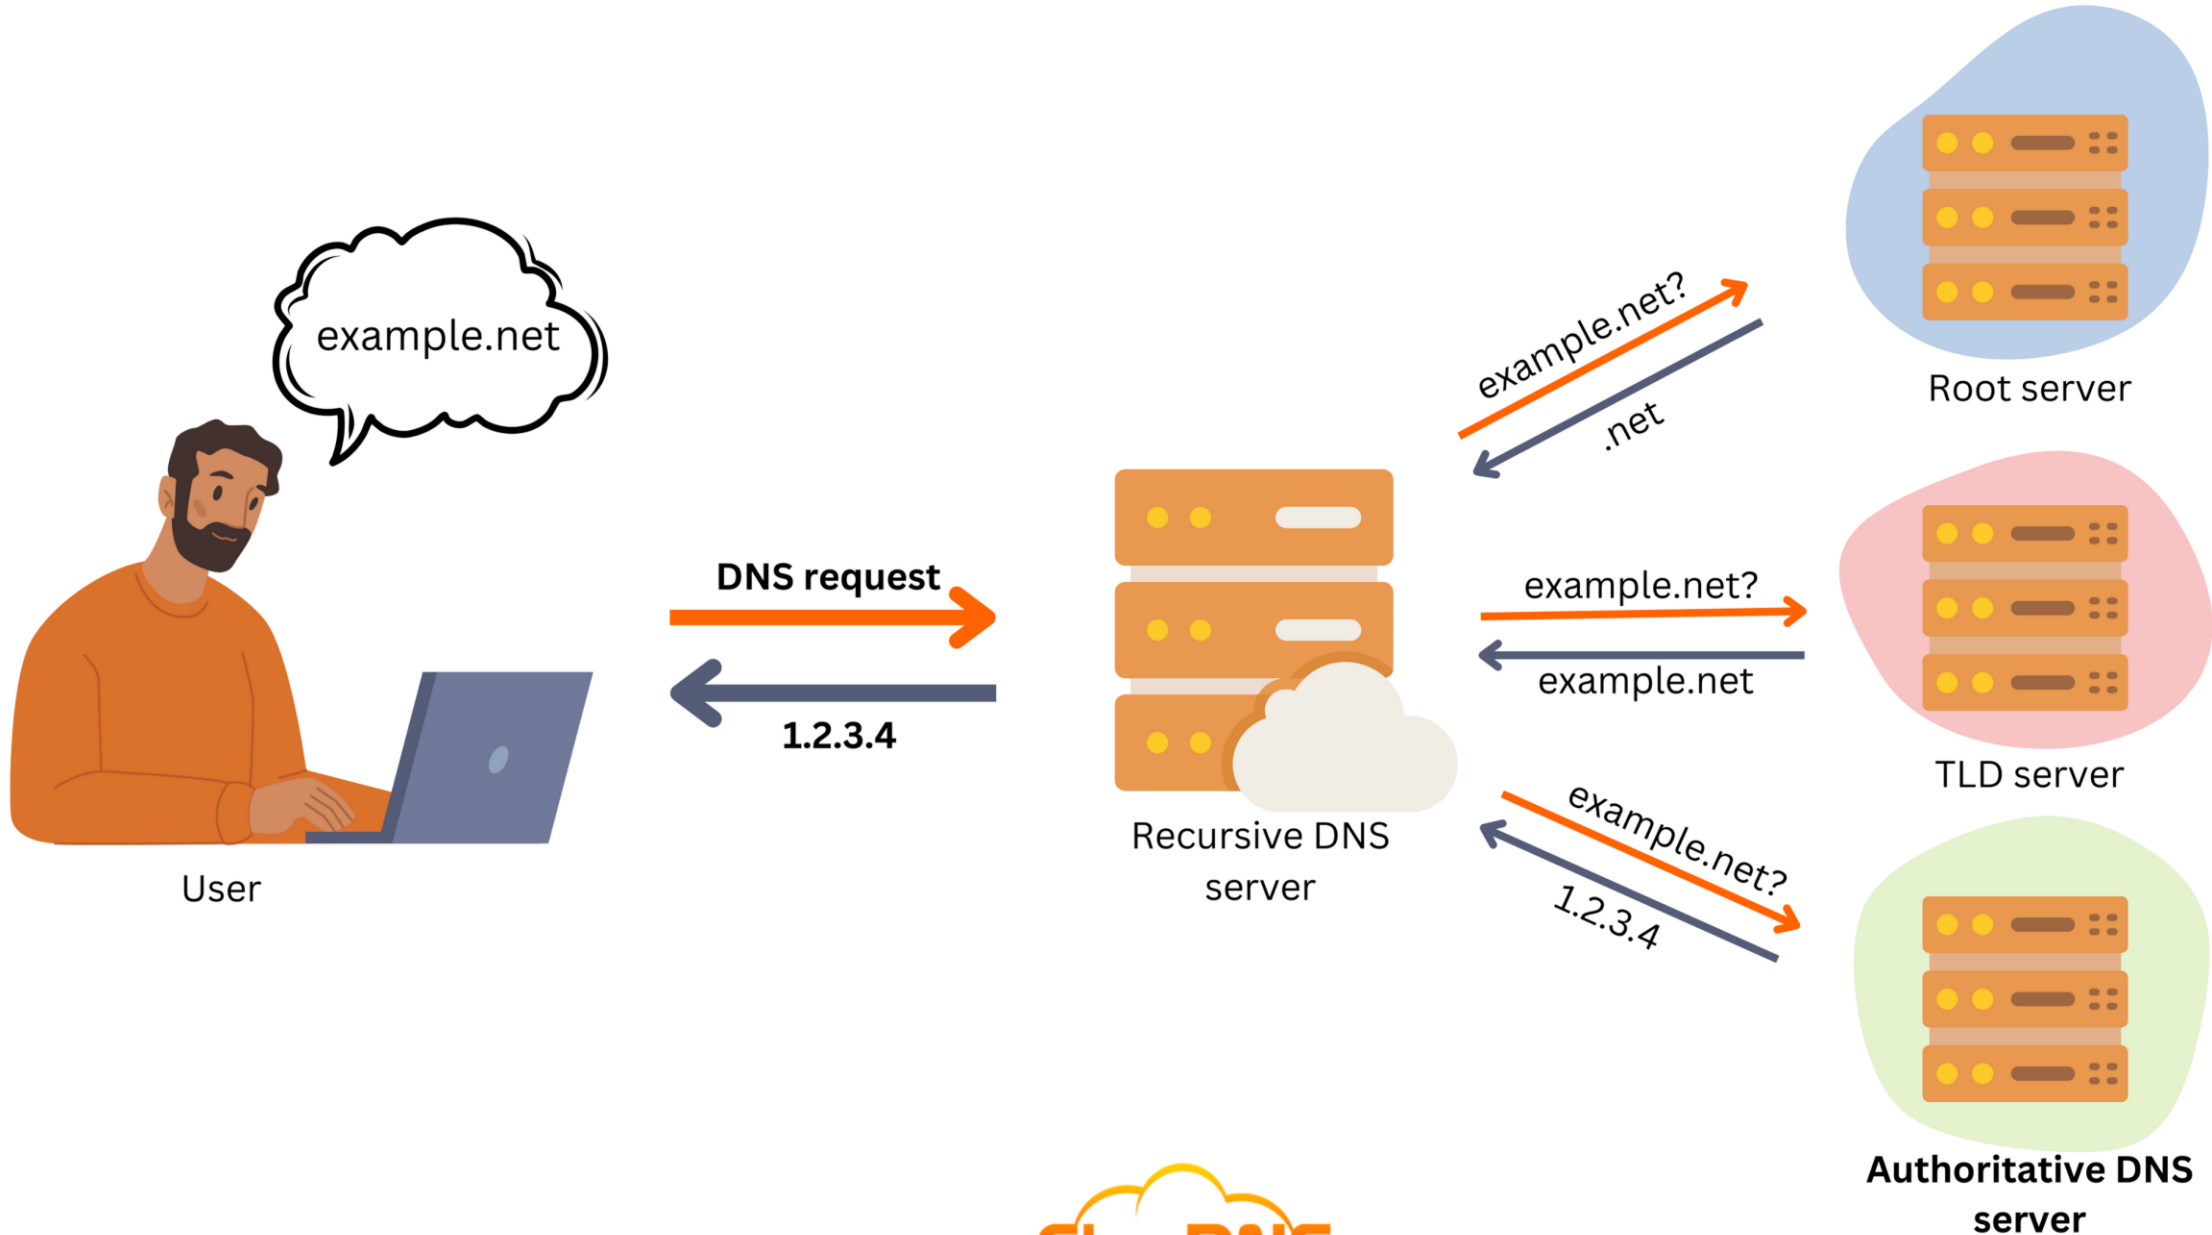 example.net
User
DNS request
1.2.3.4
Recursive DNS
server
example.net?
.net
Root server
example.net?
example.net
TLD server
example.net?
1.2.3.4
Authoritative DNS
server